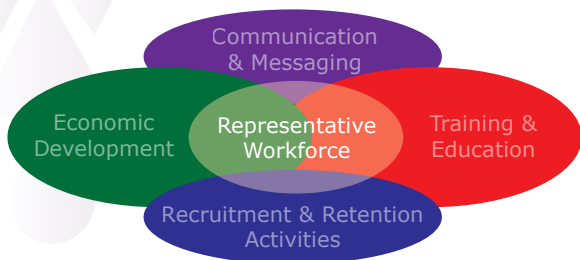 Communication
& Messaging
Economic
Development
Representative
Workforce
Training &
Education
Recruitment & Retention
Activities